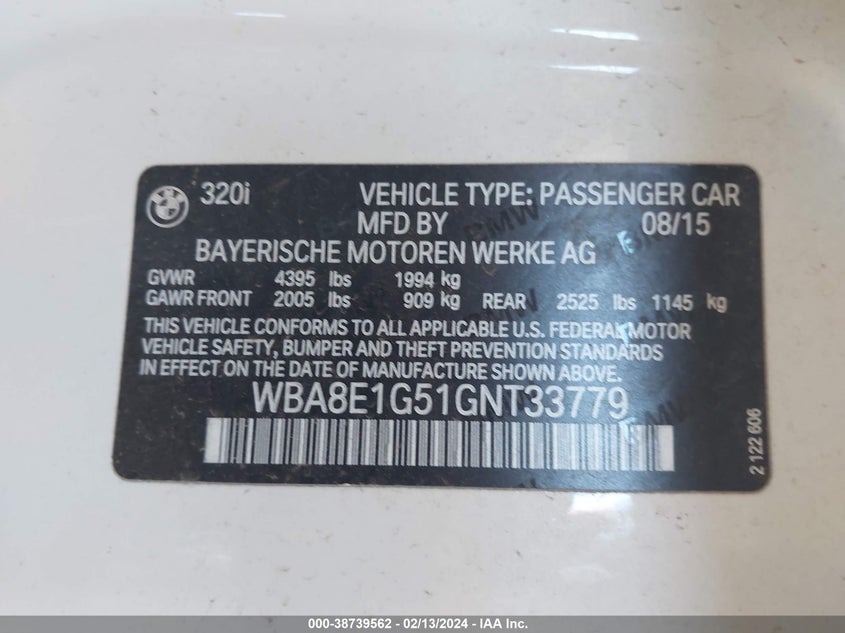 320i VEHICLE TYPE: PASSENGER CAR
MFD BY 08/15
BAYERISCHE MOTOREN WERKE AG
GVWR 4395 lbs 1994 kg
GAWR FRONT 2005 lbs 909 kg REAR 2525 lbs 1145 kg
THIS VEHICLE CONFORMS TO ALL APPLICABLE U.S. FEDERAL MOTOR
VEHICLE SAFETY, BUMPER AND THEFT PREVENTION STANDARDS
IN EFFECT ON THE DATE OF MANUFACTURE SHOWN ABOVE.
WBA8E1G51GNT33779
2 122 606
000-38739562 - 02/13/2024 - IAA Inc.